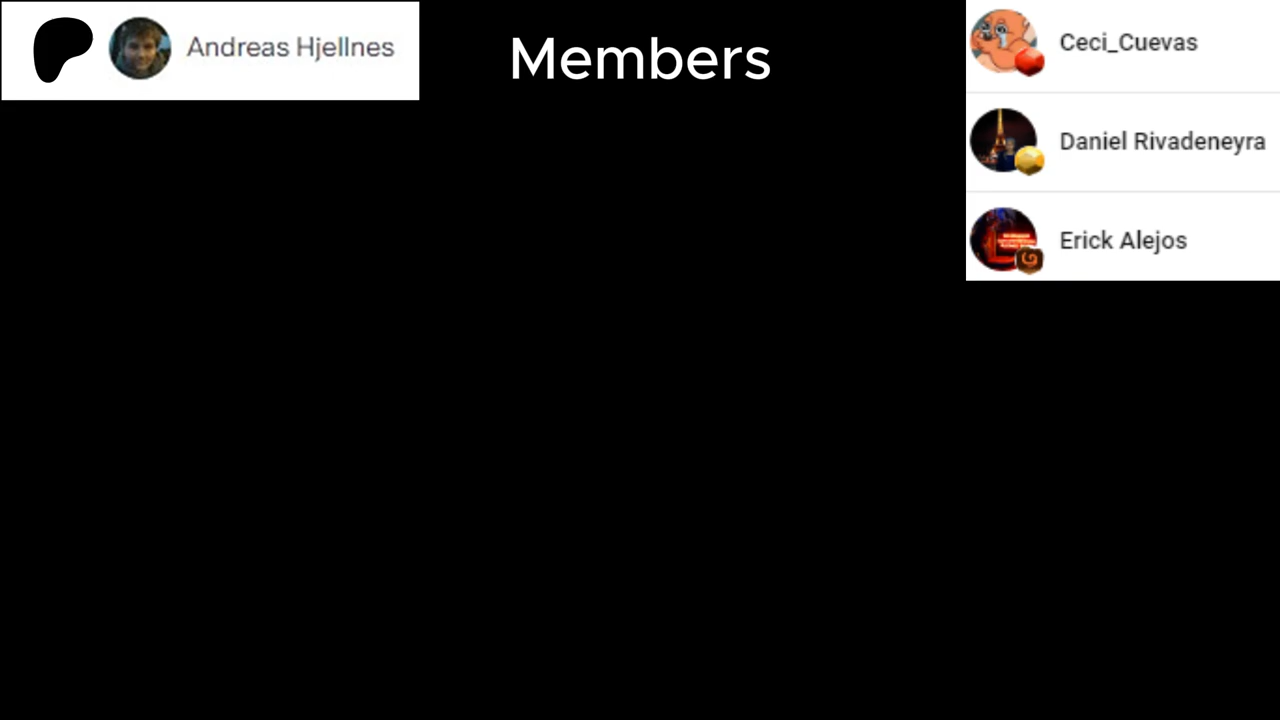 Andreas Hjellnes
Members
Ceci_Cuevas
Daniel Rivadeneyra
Erick Alejos